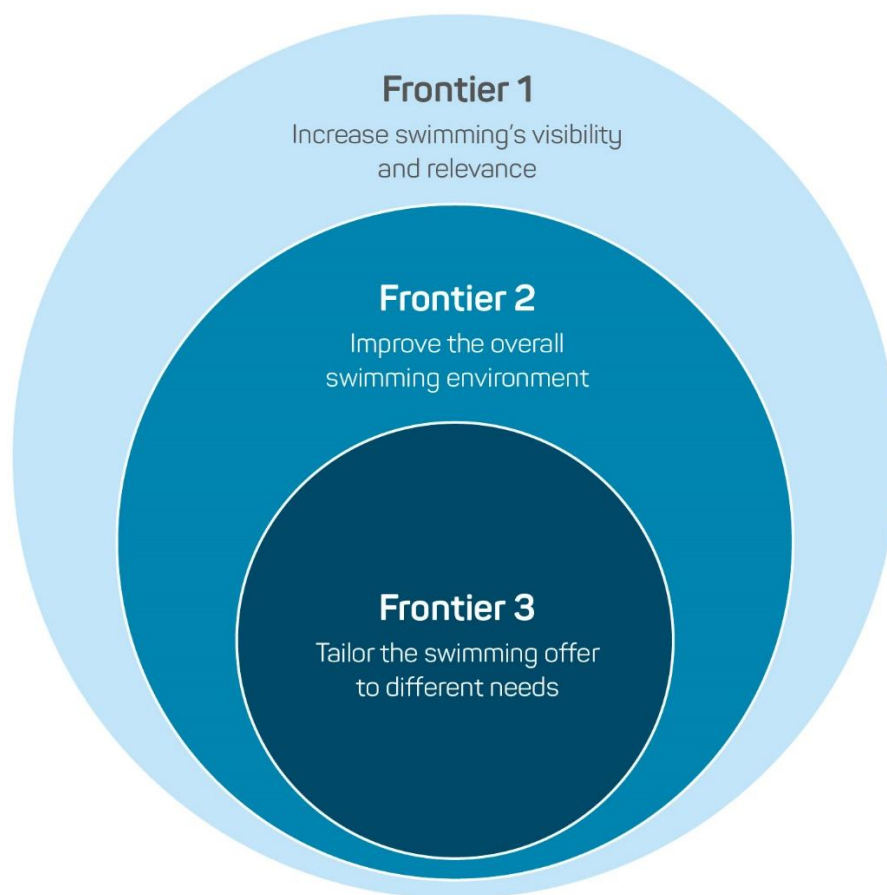 Frontier 1
Increase swimming’s visibility
and relevance
Frontier 2
Improve the overall
swimming environment
Frontier 3
Tailor the swimming offer
to different needs